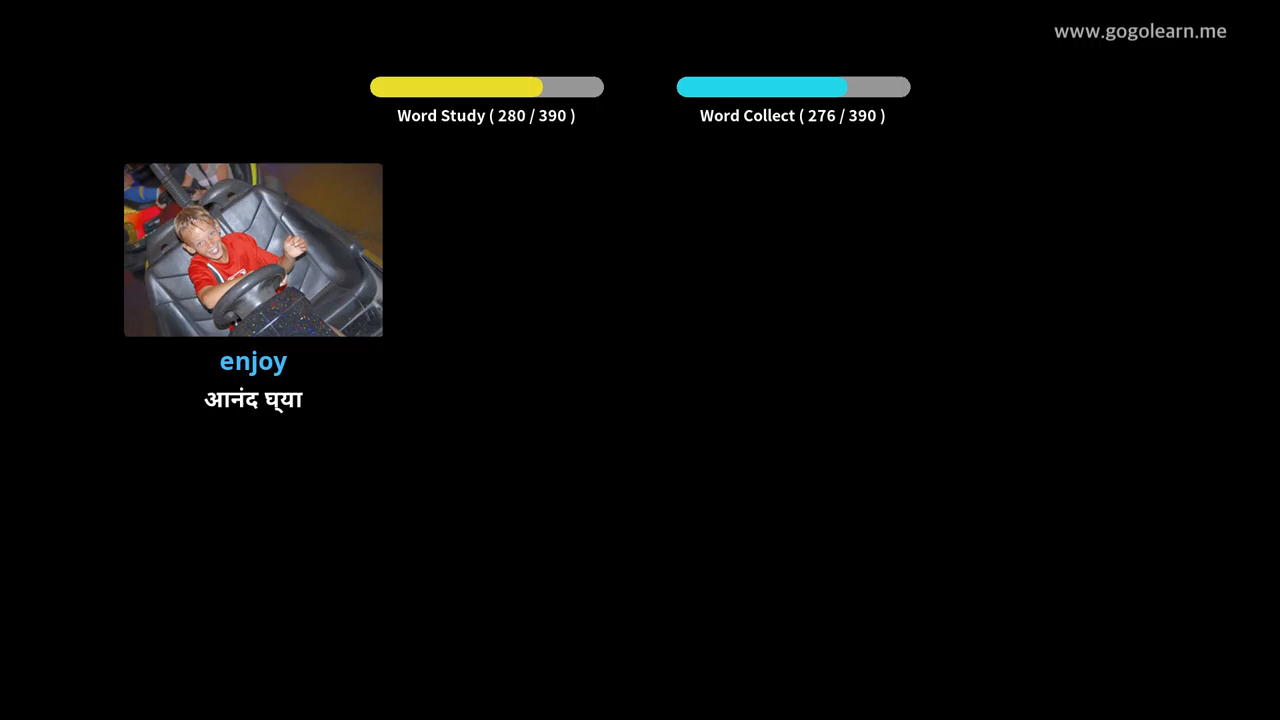 www.gogolearn.me
Word Study ( 280 / 390 )
Word Collect ( 276 / 390 )
enjoy
आनंद घ्या